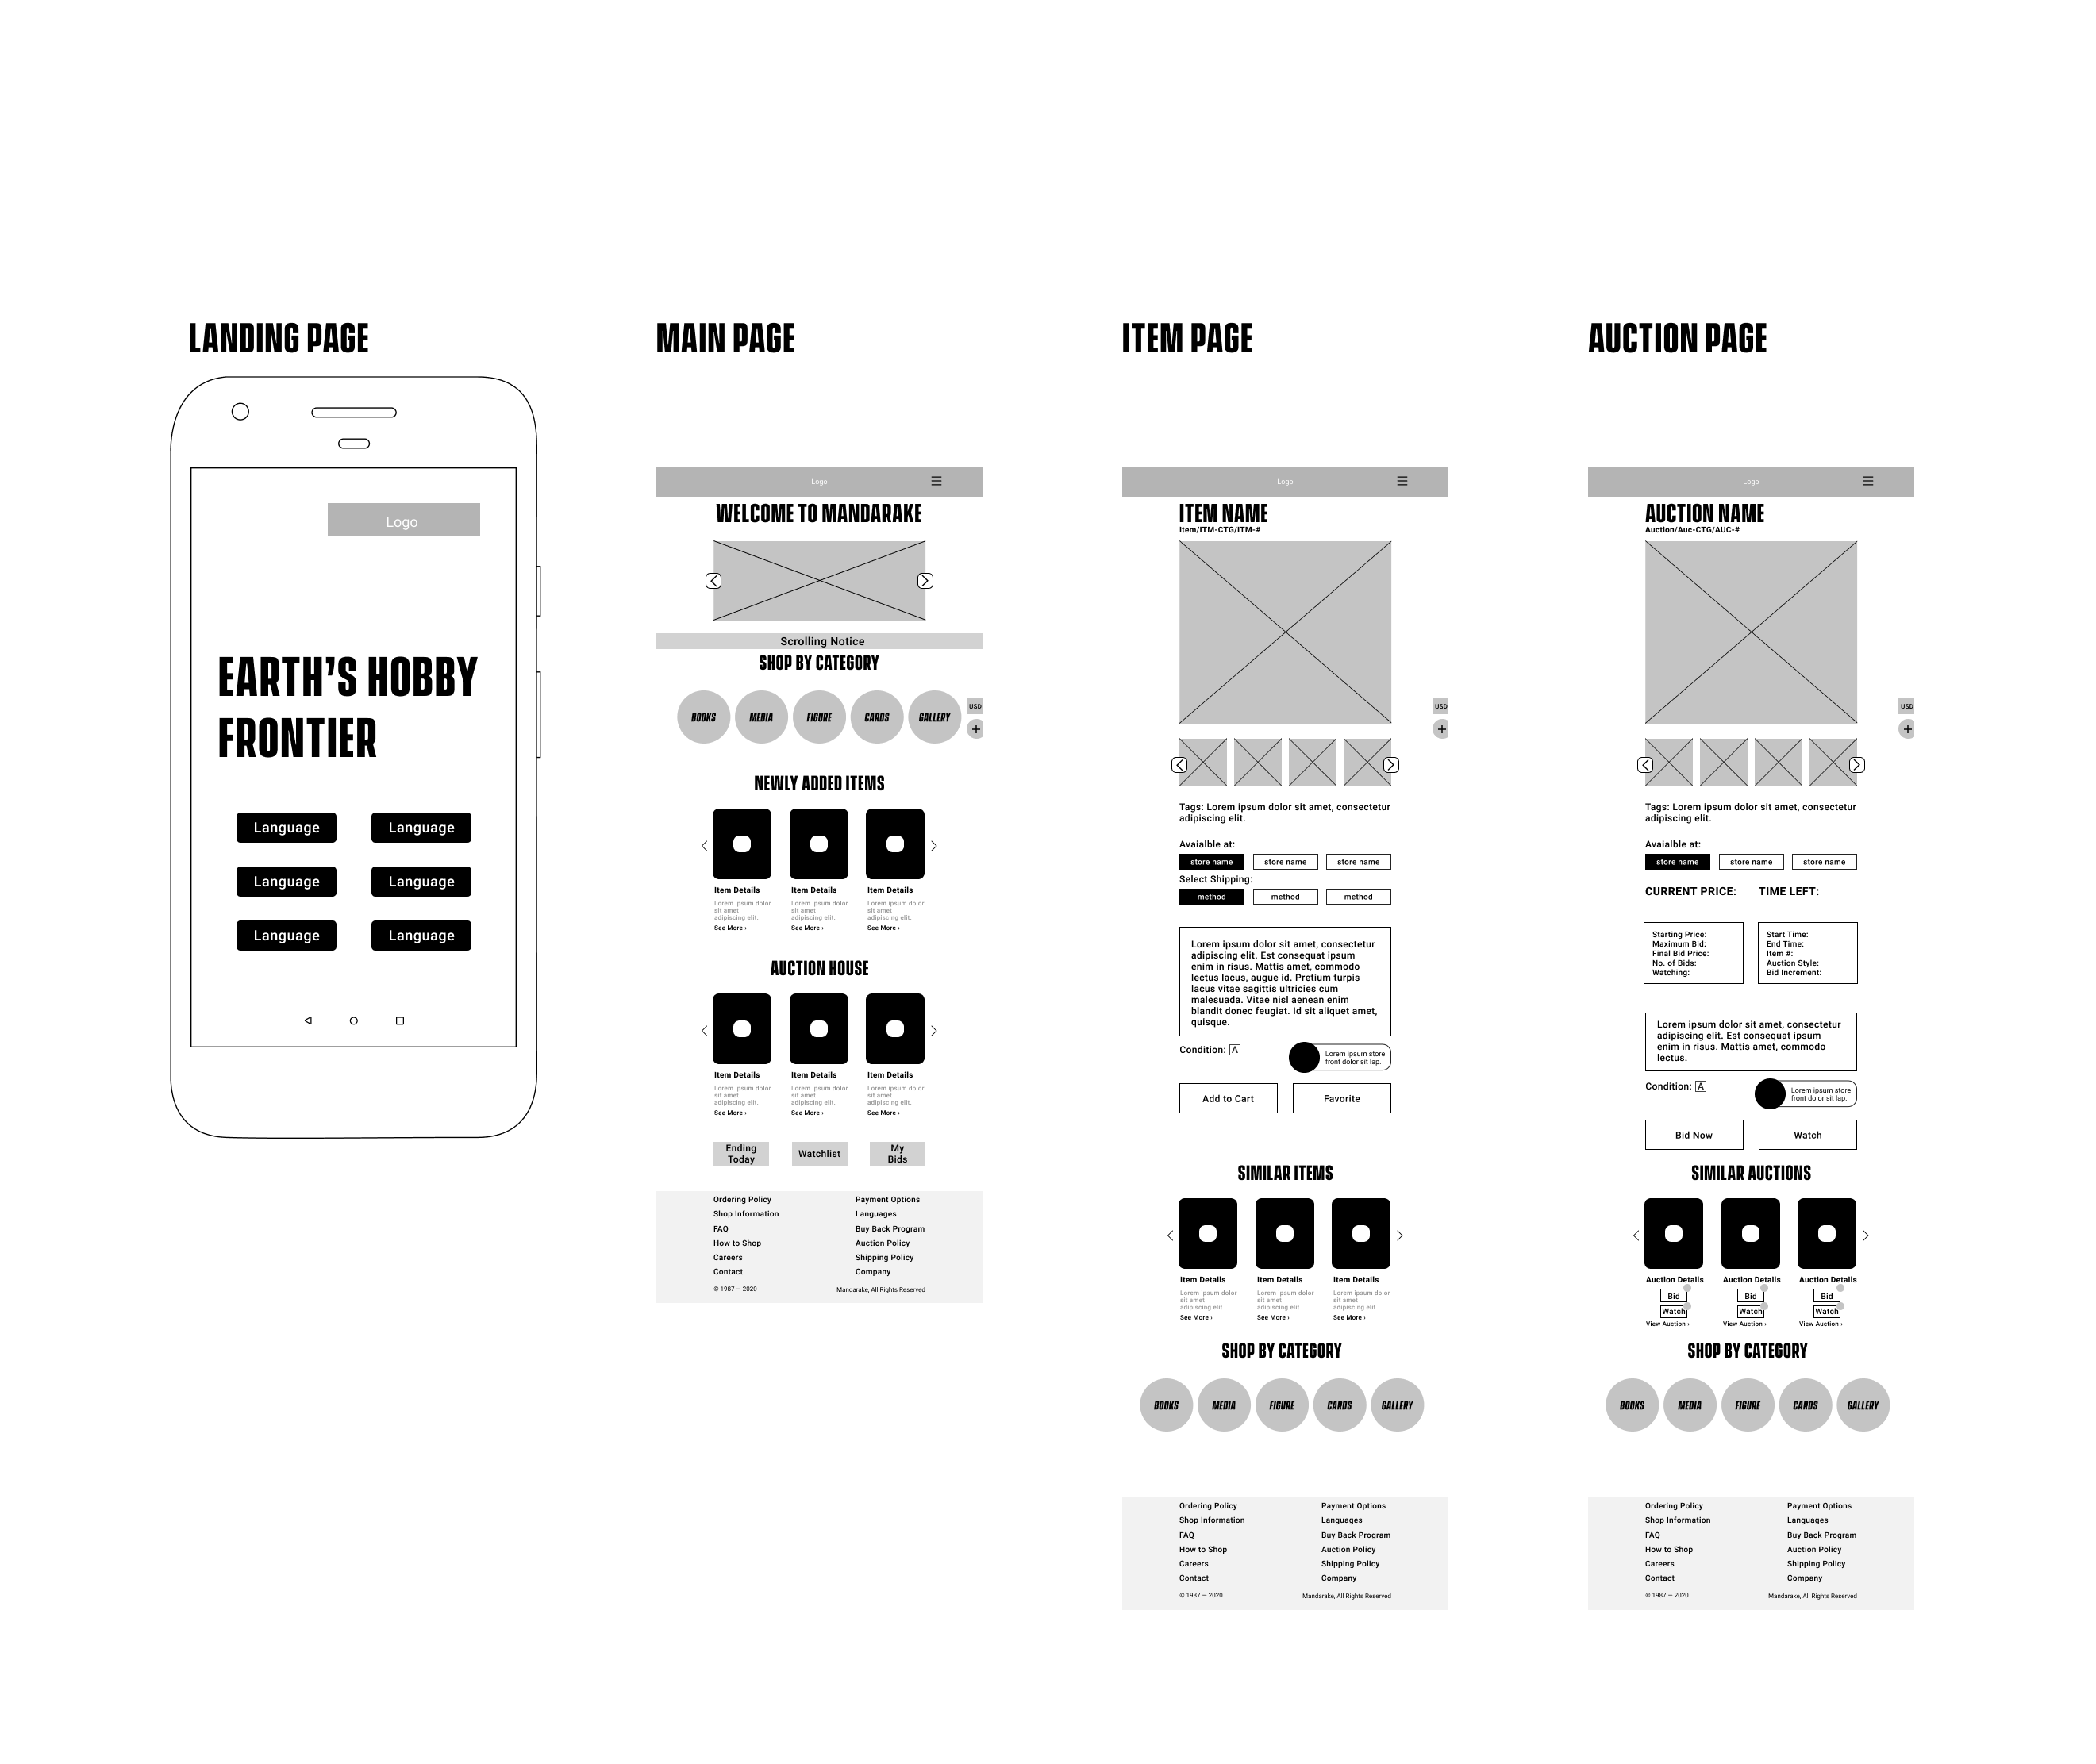 LANDING PAGE
Logo
EARTH'S HOBBY
FRONTIER
Language Language
Language Language
Language Language
MAIN PAGE
Logo
WELCOME TO MANDARAKE
Scrolling Notice
SHOP BY CATEGORY
BOOKS MEDIA FIGURE CARDS GALLERY
USD
+
NEWLY ADDED ITEMS
Item Details Item Details Item Details
Lorem ipsum dolor Lorem ipsum dolor Lorem ipsum dolor
sit amet sit amet sit amet
adipiscing elit. adipiscing elit. adipiscing elit.
See More › See More › See More ›
AUCTION HOUSE
Item Details Item Details Item Details
Lorem ipsum dolor Lorem ipsum dolor Lorem ipsum dolor
sit amet sit amet sit amet
adipiscing elit. adipiscing elit. adipiscing elit.
See More › See More › See More ›
Ending
Today
Watchlist
My
Bids
Ordering Policy Payment Options
Shop Information Languages
FAQ Buy Back Program
How to Shop Auction Policy
Careers Shipping Policy
Contact Company
© 1987 — 2020 Mandarake, All Rights Reserved
ITEM PAGE
Logo
ITEM NAME
Item/ITM-CTG/ITM-#
USD
+
Tags: Lorem ipsum dolor sit amet, consectetur
adipiscing elit.
Avaialble at:
store name store name store name
Select Shipping:
method method method
Lorem ipsum dolor sit amet, consectetur
adipiscing elit. Est consequat ipsum
enim in risus. Mattis amet, commodo
lectus lacus, augue id. Pretium turpis
lacus vitae sagittis ultricies cum
malesuada. Vitae nisl aenean enim
blandit donec feugiat. Id sit aliquet amet,
quisque.
Condition: A
Lorem ipsum store
front dolor sit lap.
Add to Cart Favorite
SIMILAR ITEMS
Item Details Item Details Item Details
Lorem ipsum dolor Lorem ipsum dolor Lorem ipsum dolor
sit amet sit amet sit amet
adipiscing elit. adipiscing elit. adipiscing elit.
See More › See More › See More ›
SHOP BY CATEGORY
BOOKS MEDIA FIGURE CARDS GALLERY
Ordering Policy Payment Options
Shop Information Languages
FAQ Buy Back Program
How to Shop Auction Policy
Careers Shipping Policy
Contact Company
© 1987 — 2020 Mandarake, All Rights Reserved
AUCTION PAGE
Logo
AUCTION NAME
Auction/Auc-CTG/AUC-#
USD
+
Tags: Lorem ipsum dolor sit amet, consectetur
adipiscing elit.
Avaialble at:
store name store name store name
CURRENT PRICE: TIME LEFT:
Starting Price: Start Time:
Maximum Bid: End Time:
Final Bid Price: Item #:
No. of Bids: Auction Style:
Watching: Bid Increment:
Lorem ipsum dolor sit amet, consectetur
adipiscing elit. Est consequat ipsum
enim in risus. Mattis amet, commodo
lectus.
Condition: A
Lorem ipsum store
front dolor sit lap.
Bid Now Watch
SIMILAR AUCTIONS
Auction Details Auction Details Auction Details
Bid Bid Bid
Watch Watch Watch
View Auction › View Auction › View Auction ›
SHOP BY CATEGORY
BOOKS MEDIA FIGURE CARDS GALLERY
Ordering Policy Payment Options
Shop Information Languages
FAQ Buy Back Program
How to Shop Auction Policy
Careers Shipping Policy
Contact Company
© 1987 — 2020 Mandarake, All Rights Reserved